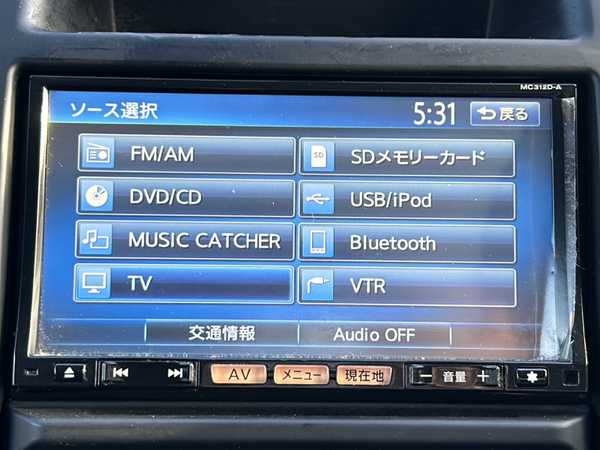 MC312D-A
ソース選択 5:31 戻る
FM/AM SD SDメモリーカード
DVD/CD USB/iPod
MUSIC CATCHER Bluetooth
TV VTR
交通情報 Audio OFF
AV メニュー 現在地 − 音量 +